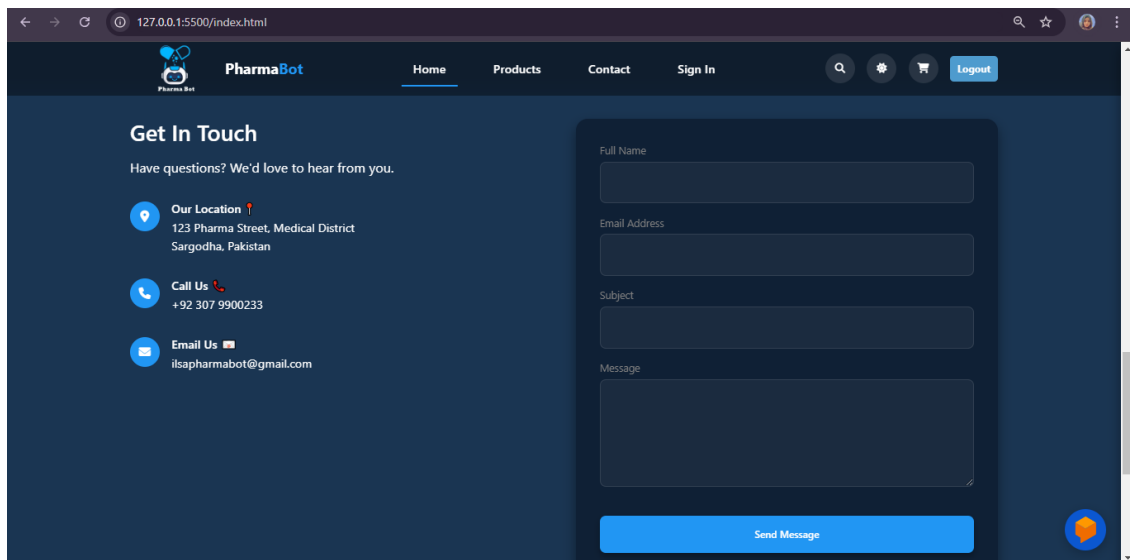 127.0.0.1:5500/index.html
Pharma Bot
PharmaBot
Home
Products
Contact
Sign In
Logout
Get In Touch
Have questions? We'd love to hear from you.
Our Location
123 Pharma Street, Medical District
Sargodha, Pakistan
Call Us
+92 307 9900233
Email Us
ilsapharmabot@gmail.com
Full Name
Email Address
Subject
Message
Send Message